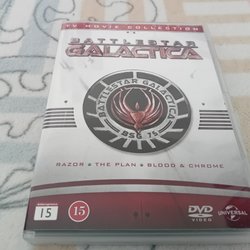 TV MOVIE COLLECTION
BATTLESTAR
GALACTICA
BATTLESTAR GALACTICA
BSG 75
RAZOR • THE PLAN • BLOOD & CHROME
15
15
DVD
VIDEO
UNIVERSAL